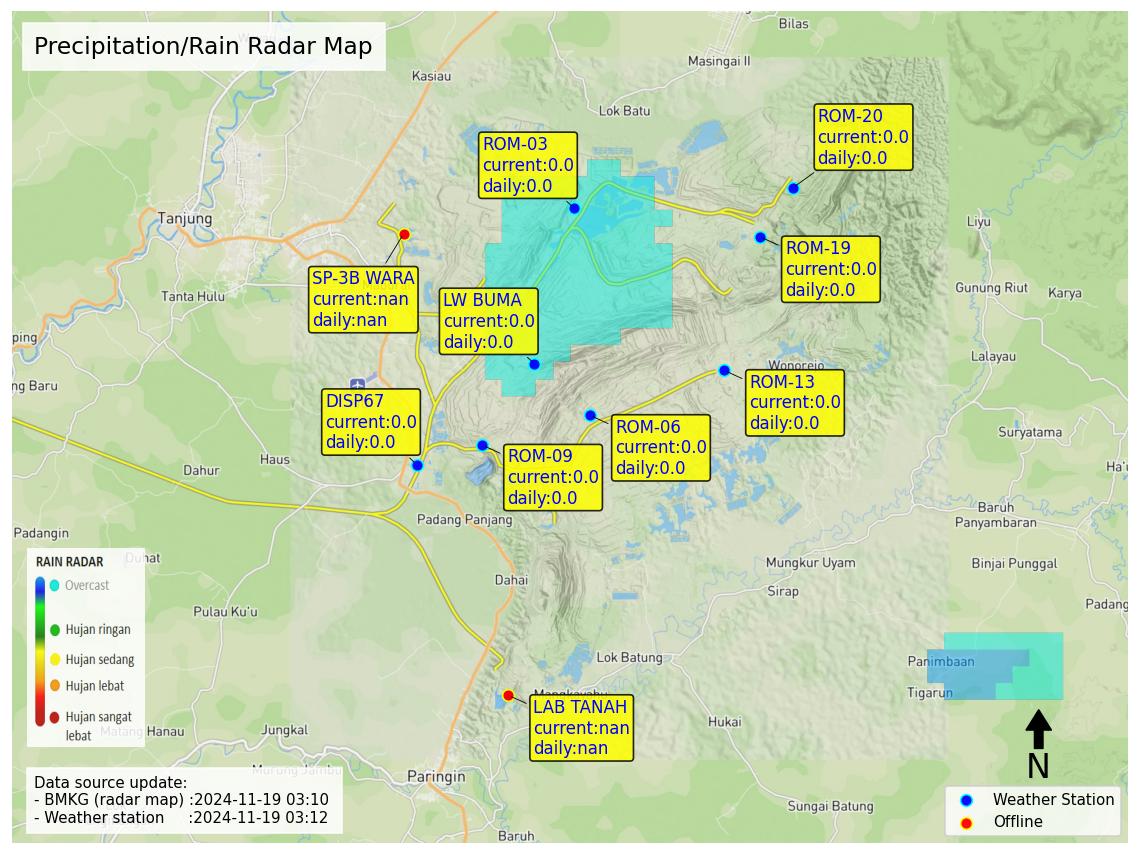 Precipitation/Rain Radar Map
Bilas
Masingai II
Kasiau
Lok Batu
ROM-20
current:0.0
daily:0.0
ROM-03
current:0.0
daily:0.0
Tanjung
Liyu
ROM-19
current:0.0
daily:0.0
SP-3B WARA
current:nan
daily:nan
Tanta Hulu
Gunung Riut
Karya
LW BUMA
current:0.0
daily:0.0
ping
Lalayau
Wonorejo
ng Baru
ROM-13
current:0.0
daily:0.0
DISP67
current:0.0
daily:0.0
ROM-06
current:0.0
daily:0.0
Suryatama
ROM-09
current:0.0
daily:0.0
Haus
Dahur
Ha'u
Baruh
Panyambaran
Padang Panjang
Padangin
Duhat
Mungkur Uyam
Binjai Punggal
RAIN RADAR
Overcast
Hujan ringan
Hujan sedang
Hujan lebat
Hujan sangat
lebat
Dahai
Sirap
Padang
Pulau Ku'u
Lok Batung
Panimbaan
Tigarun
Mangkayahu
LAB TANAH
current:nan
daily:nan
Hukai
Matang Hanau
Jungkal
Murung Jambu
N
Paringin
Data source update:
- BMKG (radar map) :2024-11-19 03:10
- Weather station :2024-11-19 03:12
Weather Station
Offline
Sungai Batung
Baruh